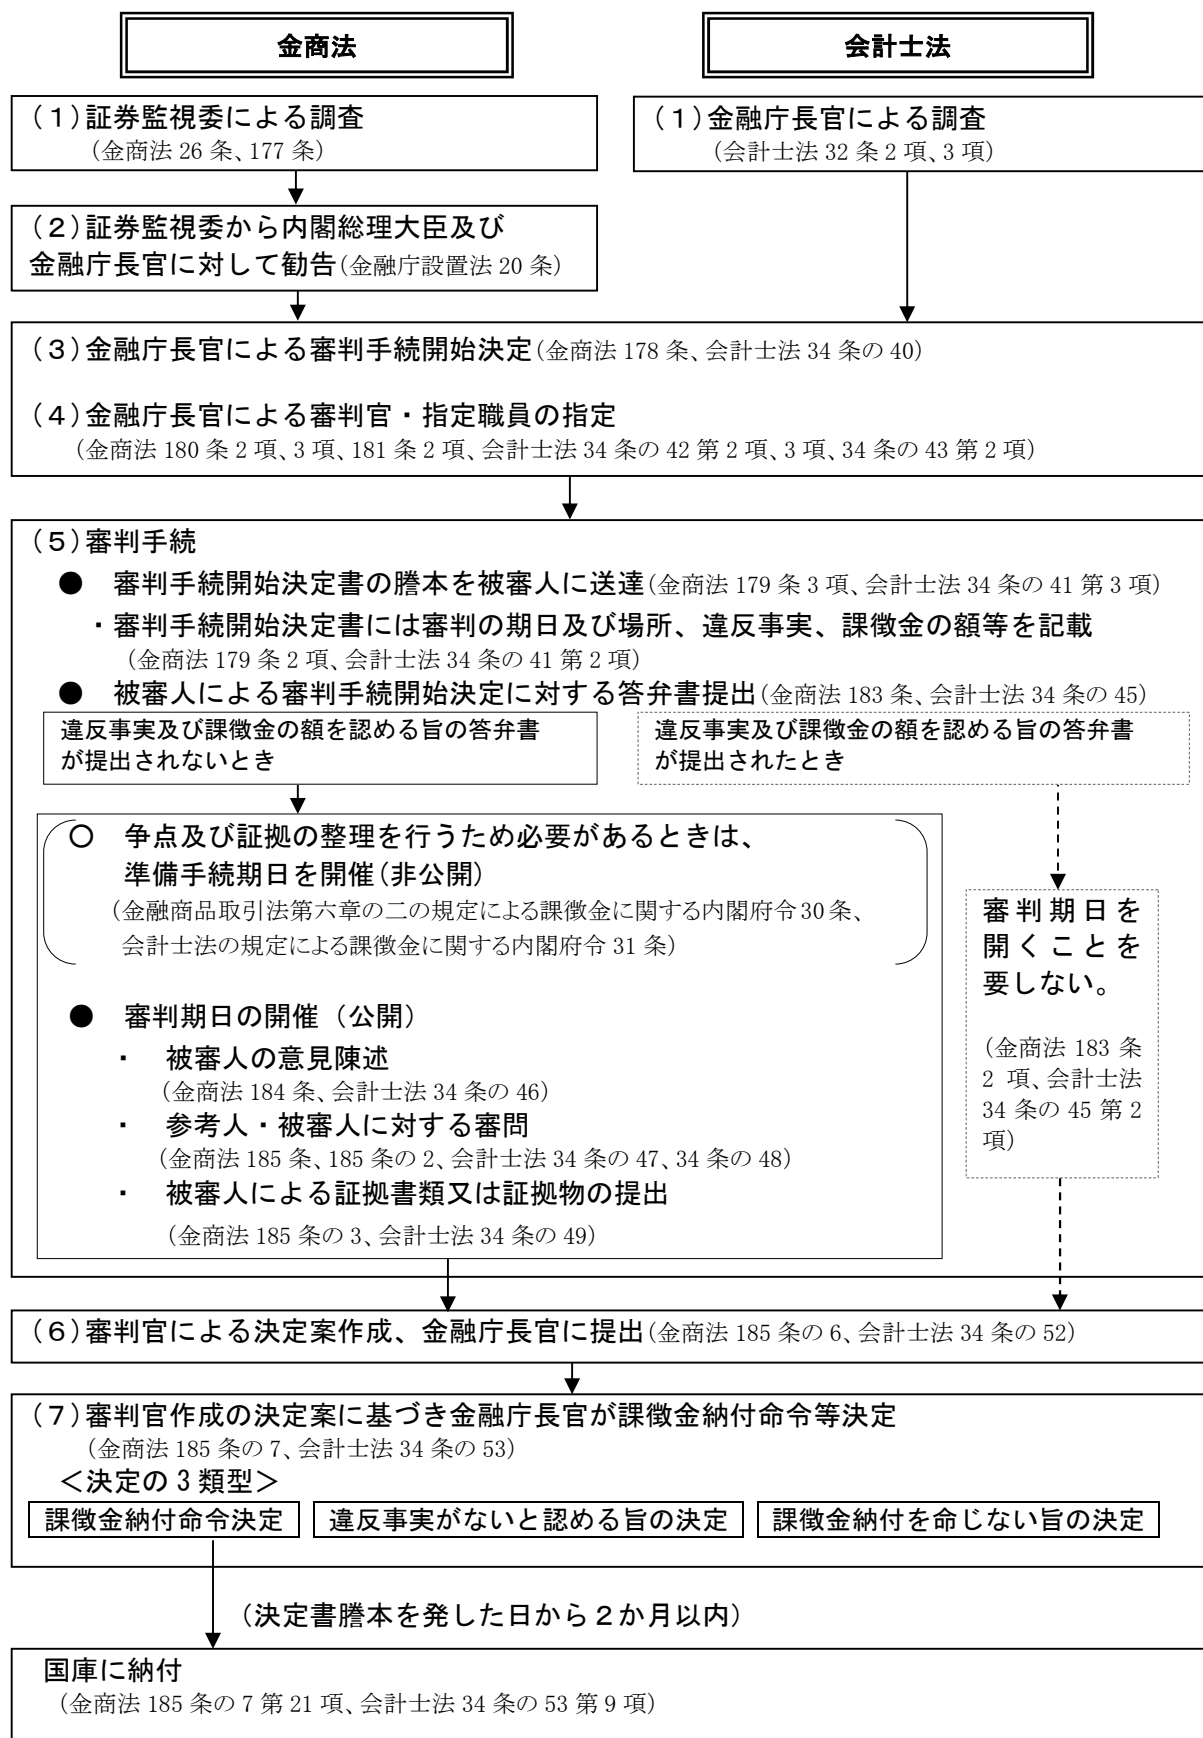 金商法
会計士法
(1)証券監視委による調査
(金商法 26 条、177 条)
(1)金融庁長官による調査
(会計士法 32 条 2 項、3 項)
(2)証券監視委から内閣総理大臣及び
金融庁長官に対して勧告(金融庁設置法 20 条)
(3)金融庁長官による審判手続開始決定(金商法 178 条、会計士法 34 条の 40)
(4)金融庁長官による審判官・指定職員の指定
(金商法 180 条 2 項、3 項、181 条 2 項、会計士法 34 条の 42 第 2 項、3 項、34 条の 43 第 2 項)
(5)審判手続
● 審判手続開始決定書の謄本を被審人に送達(金商法 179 条 3 項、会計士法 34 条の 41 第 3 項)
・審判手続開始決定書には審判の期日及び場所、違反事実、課徴金の額等を記載
(金商法 179 条 2 項、会計士法 34 条の 41 第 2 項)
● 被審人による審判手続開始決定に対する答弁書提出(金商法 183 条、会計士法 34 条の 45)
違反事実及び課徴金の額を認める旨の答弁書
が提出されないとき
違反事実及び課徴金の額を認める旨の答弁書
が提出されたとき
○ 争点及び証拠の整理を行うため必要があるときは、
準備手続期日を開催(非公開)
(金融商品取引法第六章の二の規定による課徴金に関する内閣府令 30 条、
会計士法の規定による課徴金に関する内閣府令 31 条)
● 審判期日の開催(公開)
・ 被審人の意見陳述
(金商法 184 条、会計士法 34 条の 46)
・ 参考人・被審人に対する審問
(金商法 185 条、185 条の 2、会計士法 34 条の 47、34 条の 48)
・ 被審人による証拠書類又は証拠物の提出
(金商法 185 条の 3、会計士法 34 条の 49)
審判期日を
開くことを
要しない。
(金商法 183 条
2 項、会計士法
34 条の 45 第 2
項)
(6)審判官による決定案作成、金融庁長官に提出(金商法 185 条の 6、会計士法 34 条の 52)
(7)審判官作成の決定案に基づき金融庁長官が課徴金納付命令等決定
(金商法 185 条の 7、会計士法 34 条の 53)
<決定の3類型>
課徴金納付命令決定
違反事実がないと認める旨の決定
課徴金納付を命じない旨の決定
(決定書謄本を発した日から2か月以内)
国庫に納付
(金商法 185 条の 7 第 21 項、会計士法 34 条の 53 第 9 項)